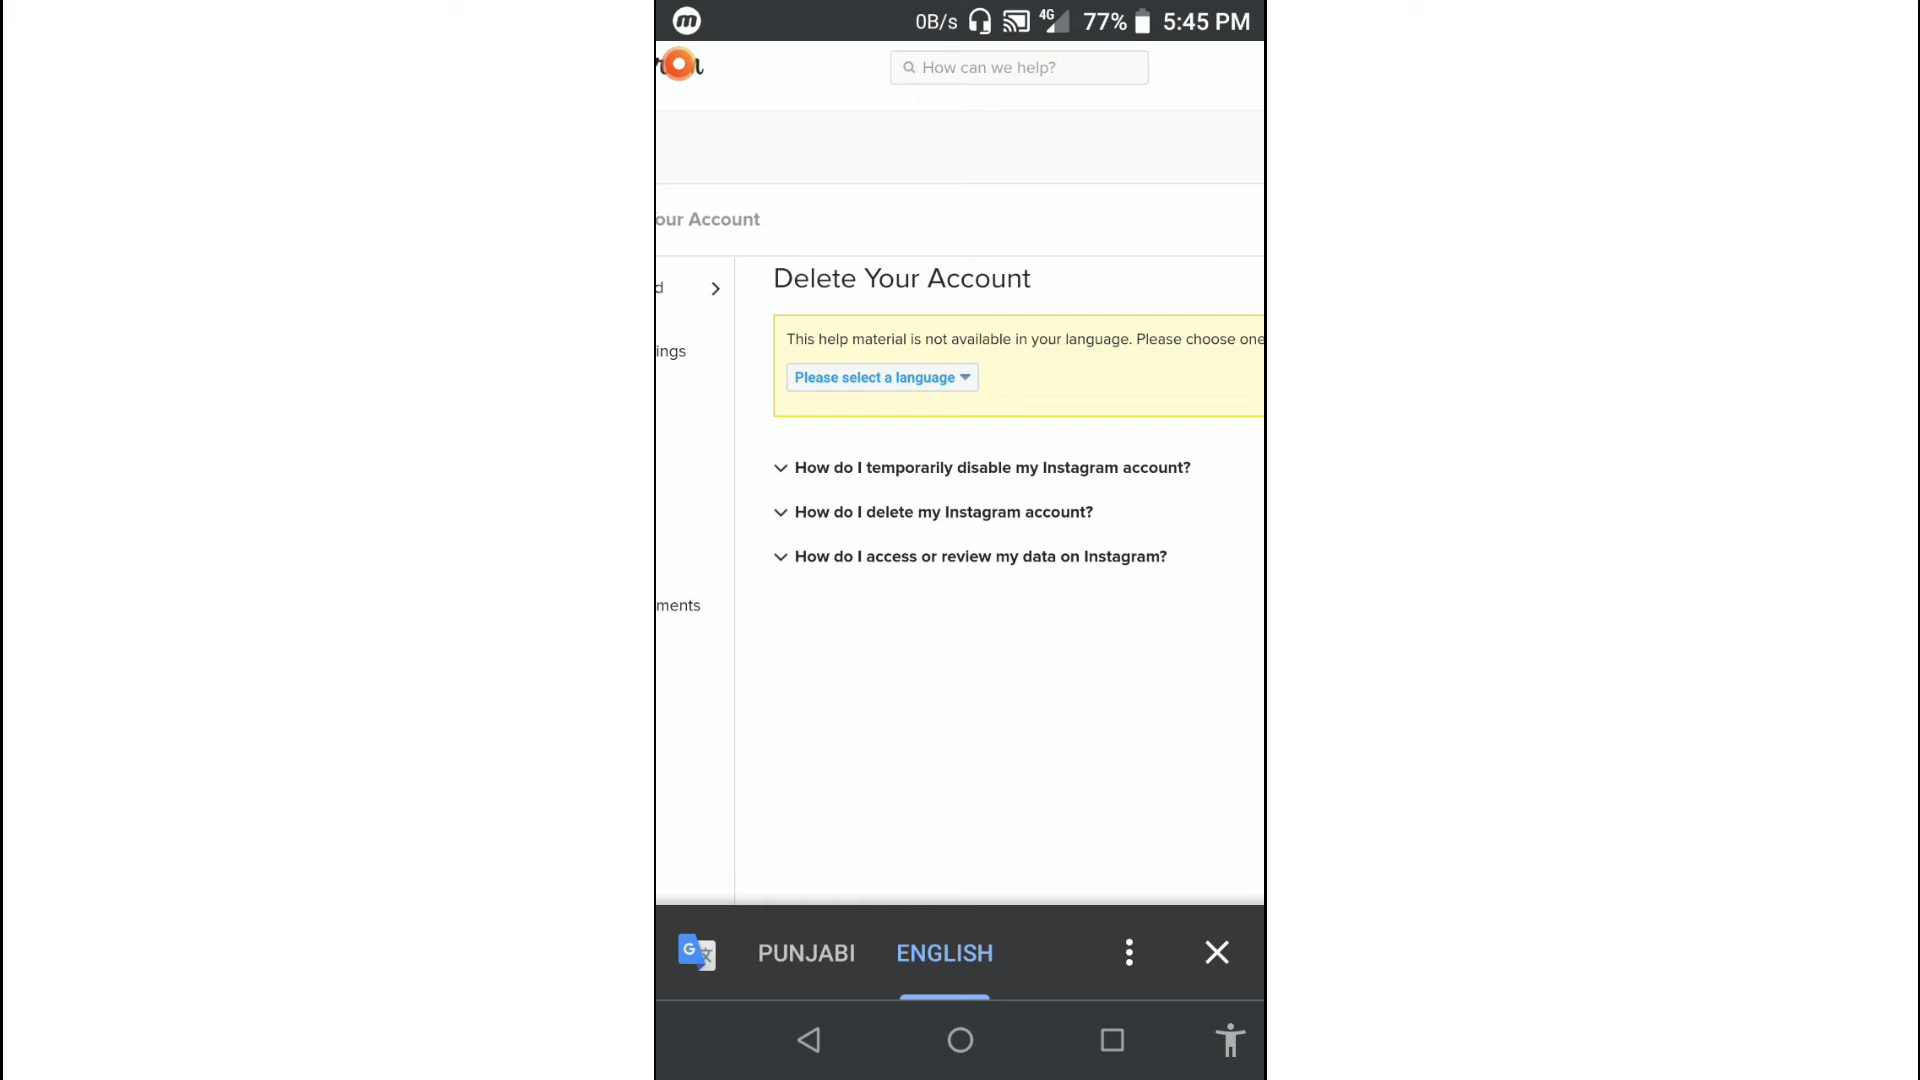 0B/s 4G 77% 5:45 PM
How can we help?
our Account
Delete Your Account
This help material is not available in your language. Please choose one
Please select a language
ings
How do I temporarily disable my Instagram account?
How do I delete my Instagram account?
How do I access or review my data on Instagram?
ments
PUNJABI ENGLISH